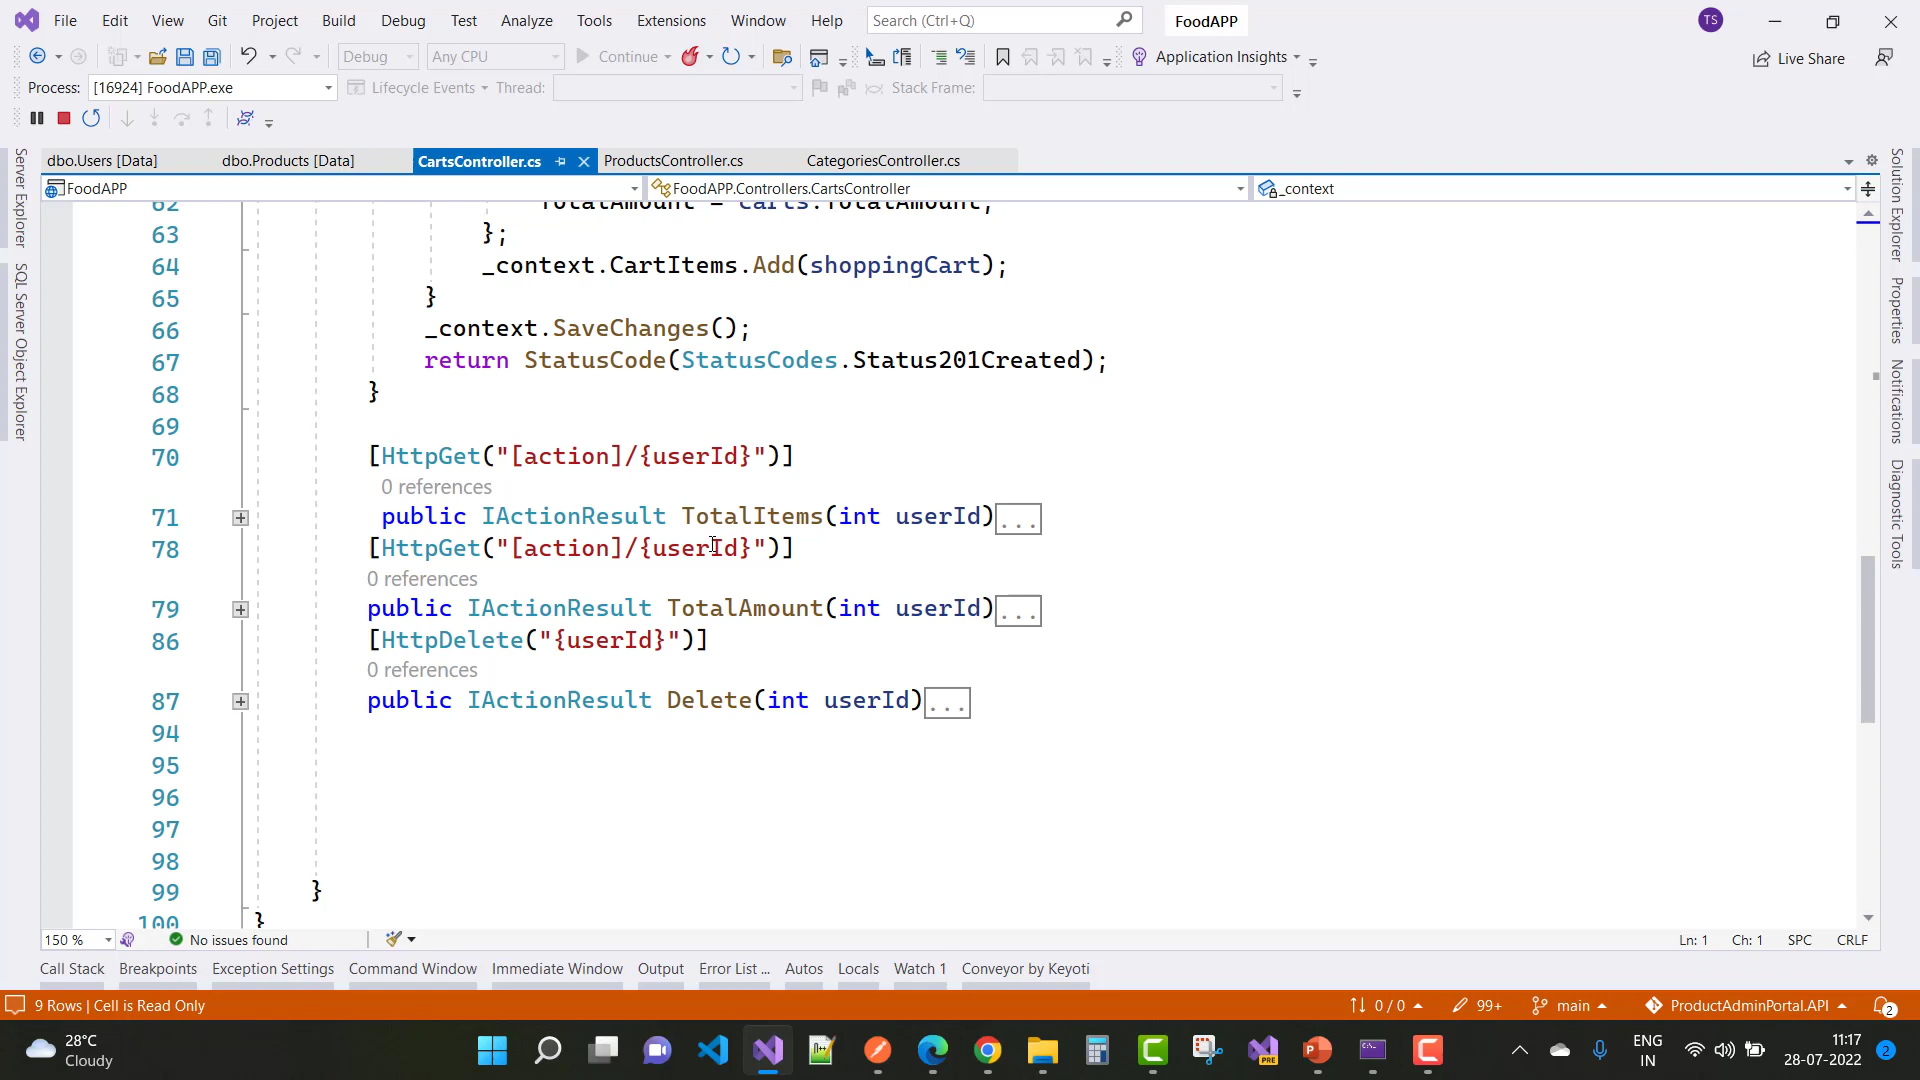 File Edit View Git Project Build Debug Test Analyze Tools Extensions Window Help Search (Ctrl+Q) FoodAPP TS
Debug Any CPU Continue Application Insights Live Share
Process: [16924] FoodAPP.exe Lifecycle Events Thread: Stack Frame:
dbo.Users [Data] dbo.Products [Data] CartsController.cs ProductsController.cs CategoriesController.cs
FoodAPP FoodAPP.Controllers.CartsController _context
Server Explorer
SQL Server Object Explorer
62 TotalAmount = carts.TotalAmount,
63 };
64 _context.CartItems.Add(shoppingCart);
65 }
66 _context.SaveChanges();
67 return StatusCode(StatusCodes.Status201Created);
68 }
69
70 [HttpGet("[action]/{userId}")]
0 references
71 public IActionResult TotalItems(int userId)...
78 [HttpGet("[action]/{userId}")]
0 references
79 public IActionResult TotalAmount(int userId)...
86 [HttpDelete("{userId}")]
0 references
87 public IActionResult Delete(int userId)...
94
95
96
97
98
99 }
100 }
Solution Explorer
Properties
Notifications
Diagnostic Tools
150 % No issues found Ln: 1 Ch: 1 SPC CRLF
Call Stack Breakpoints Exception Settings Command Window Immediate Window Output Error List ... Autos Locals Watch 1 Conveyor by Keyoti
9 Rows | Cell is Read Only 0 / 0 99+ main ProductAdminPortal.API 2
28°C
Cloudy
PRE
ENG
IN
11:17
28-07-2022
2